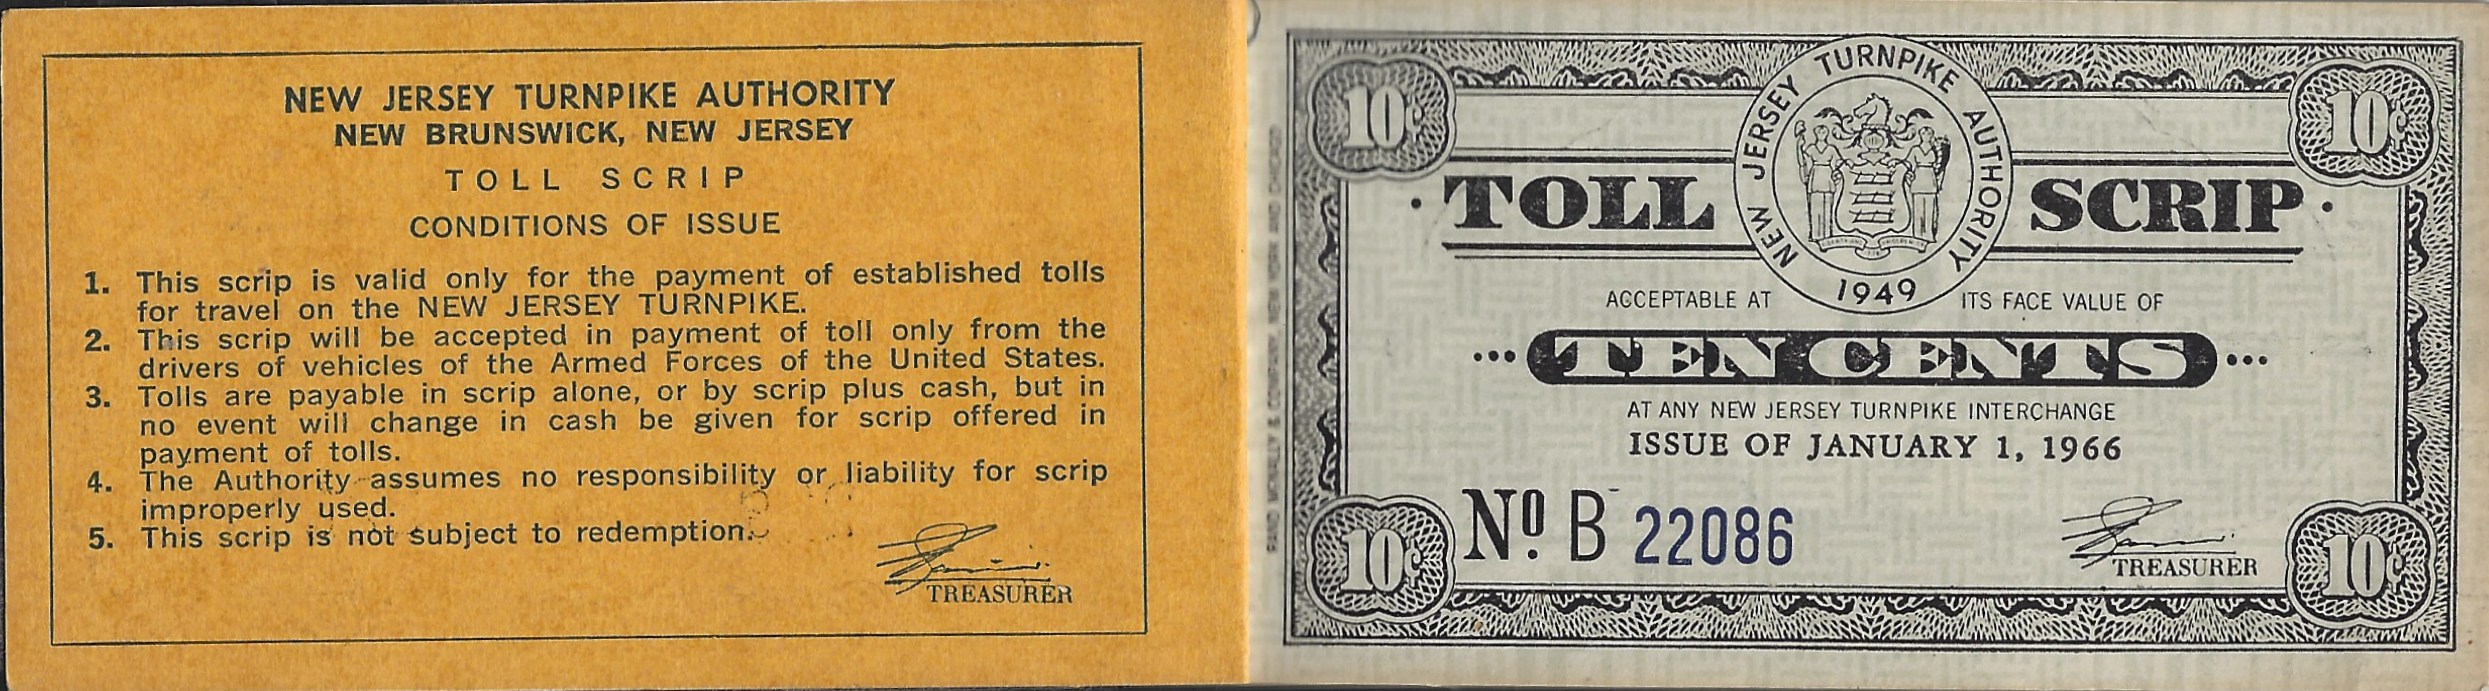 NEW JERSEY TURNPIKE AUTHORITY
NEW BRUNSWICK, NEW JERSEY
TOLL SCRIP
CONDITIONS OF ISSUE
1. This scrip is valid only for the payment of established tolls
for travel on the NEW JERSEY TURNPIKE.
2. This scrip will be accepted in payment of toll only from the
drivers of vehicles of the Armed Forces of the United States.
3. Tolls are payable in scrip alone, or by scrip plus cash, but in
no event will change in cash be given for scrip offered in
payment of tolls.
4. The Authority assumes no responsibility or liability for scrip
improperly used.
5. This scrip is not subject to redemption.
TREASURER
RAND MCNALLY & COMPANY, NEW YORK AND CHICAGO
10¢ 10¢
NEW JERSEY TURNPIKE AUTHORITY
1949
TOLL SCRIP
ACCEPTABLE AT ITS FACE VALUE OF
TEN CENTS
AT ANY NEW JERSEY TURNPIKE INTERCHANGE
ISSUE OF JANUARY 1, 1966
Nº B 22086
TREASURER
10¢ 10¢